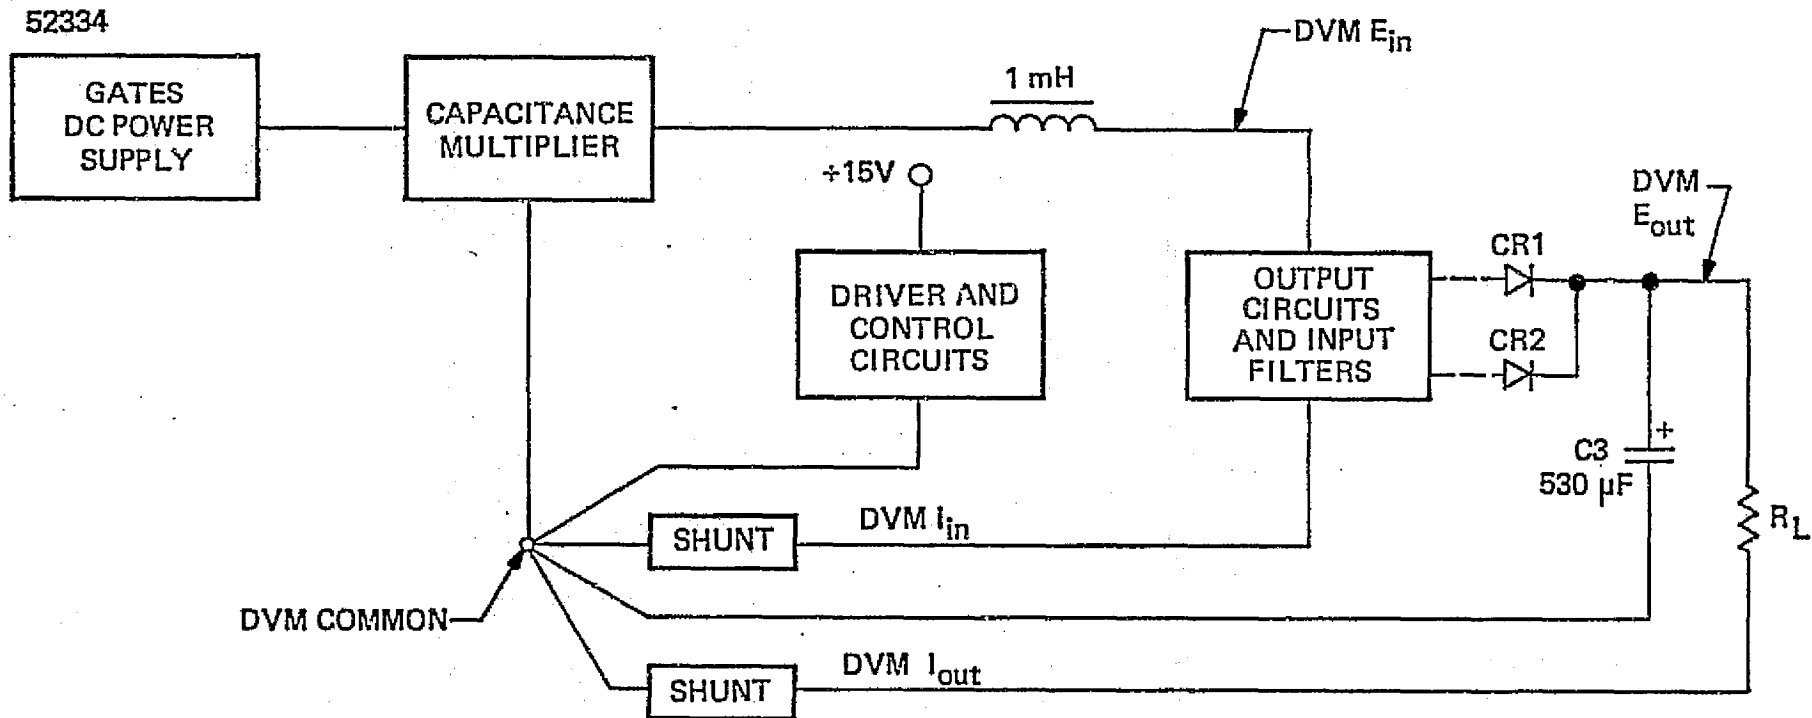 52334
GATES
DC POWER
SUPPLY
CAPACITANCE
MULTIPLIER
1 mH
DVM Ein
+15V
DRIVER AND
CONTROL
CIRCUITS
OUTPUT
CIRCUITS
AND INPUT
FILTERS
CR1
CR2
DVM
Eout
C3
530 µF
+
RL
SHUNT
DVM Iin
DVM COMMON
SHUNT
DVM Iout